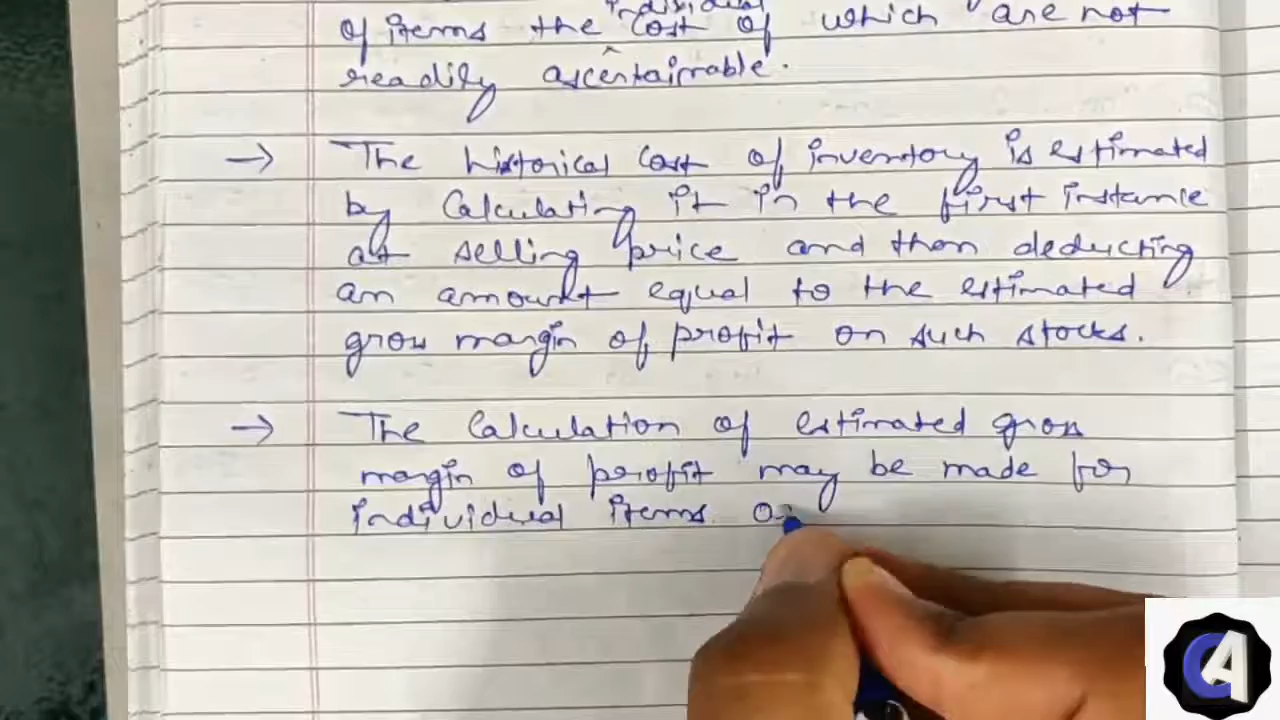 individual
of items the cost of which are not
readily ascertainable.
→ The historical cost of inventory is estimated
by calculating it in the first instance
at selling price and then deducting
an amount equal to the estimated
gross margin of profit on such stocks.
→ The calculation of estimated gross
margin of profit may be made for
individual items or
CA